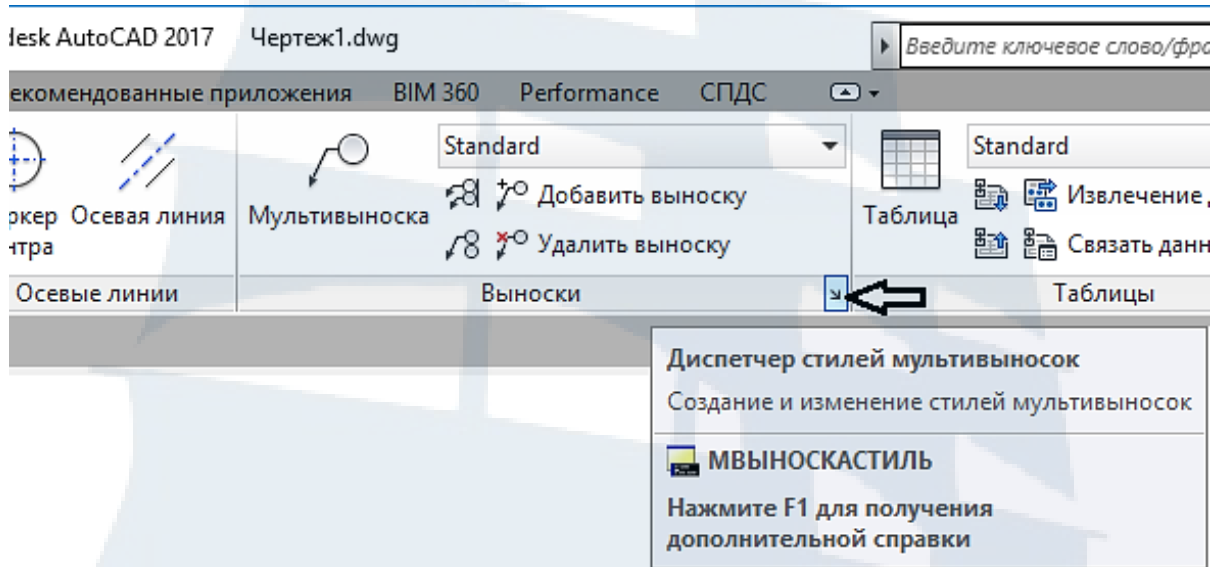 desk AutoCAD 2017 Чертеж1.dwg Введите ключевое слово/фра
екомендованные приложения BIM 360 Performance СПДС
Standard Standard
Добавить выноску Извлечение
ркер Осевая линия Мультивыноска Таблица
нтра Удалить выноску Связать данн
Осевые линии Выноски Таблицы
Диспетчер стилей мультивыносок
Создание и изменение стилей мультивыносок
МВЫНОСКАСТИЛЬ
Нажмите F1 для получения
дополнительной справки